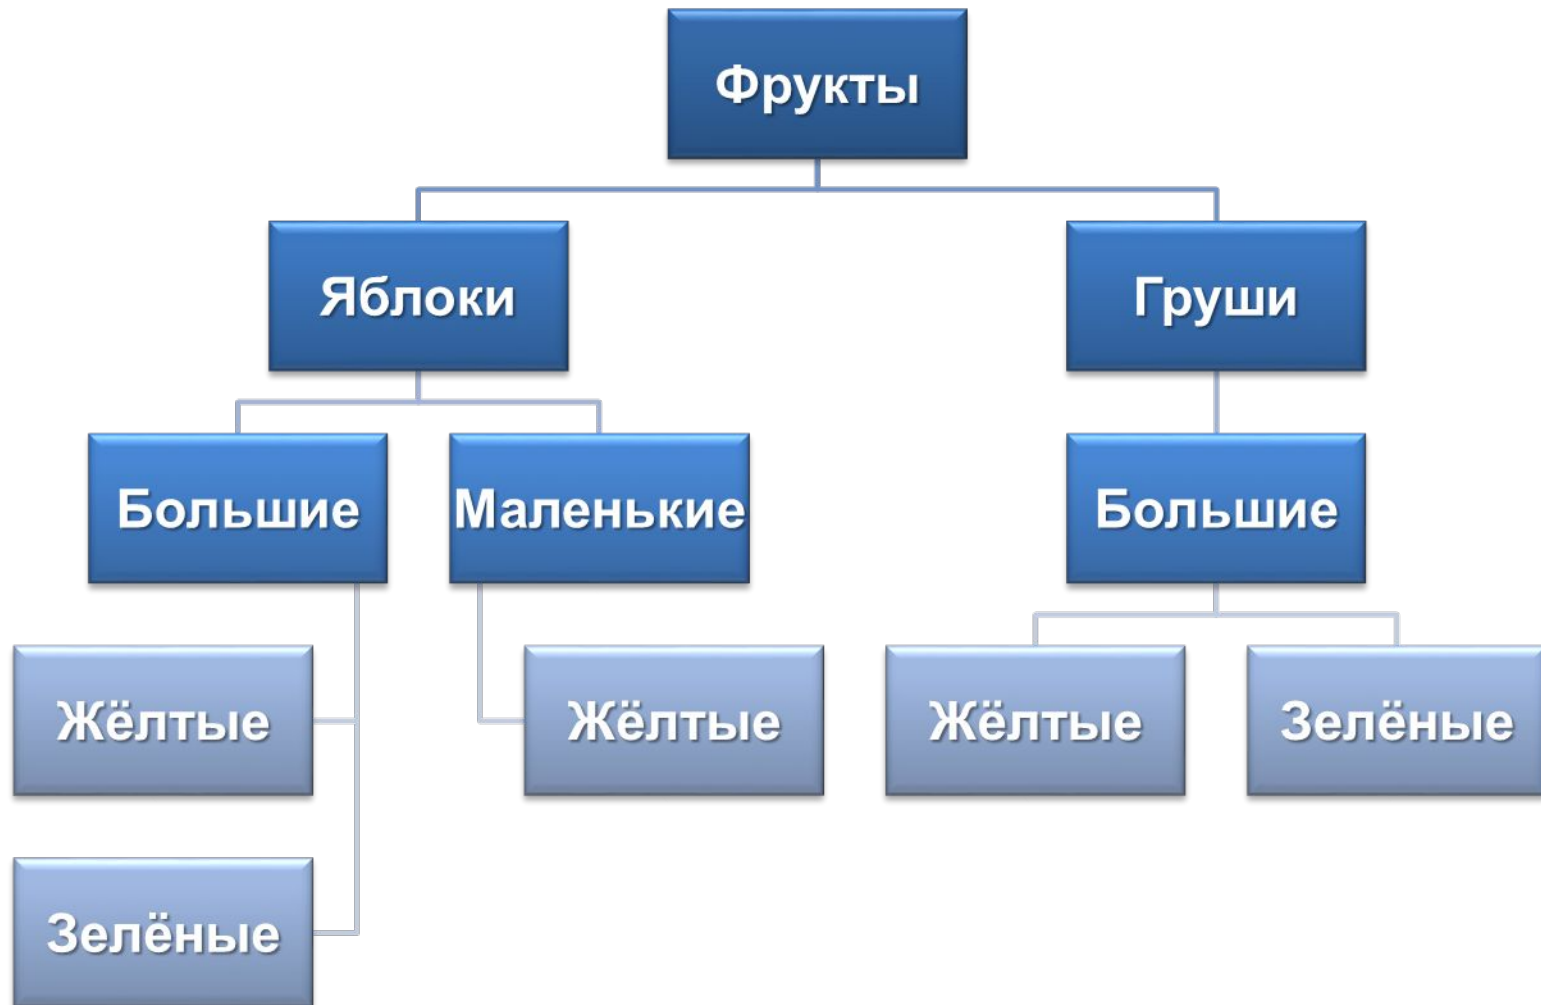 Фрукты
Яблоки
Груши
Большие
Маленькие
Большие
Жёлтые
Жёлтые
Жёлтые
Зелёные
Зелёные